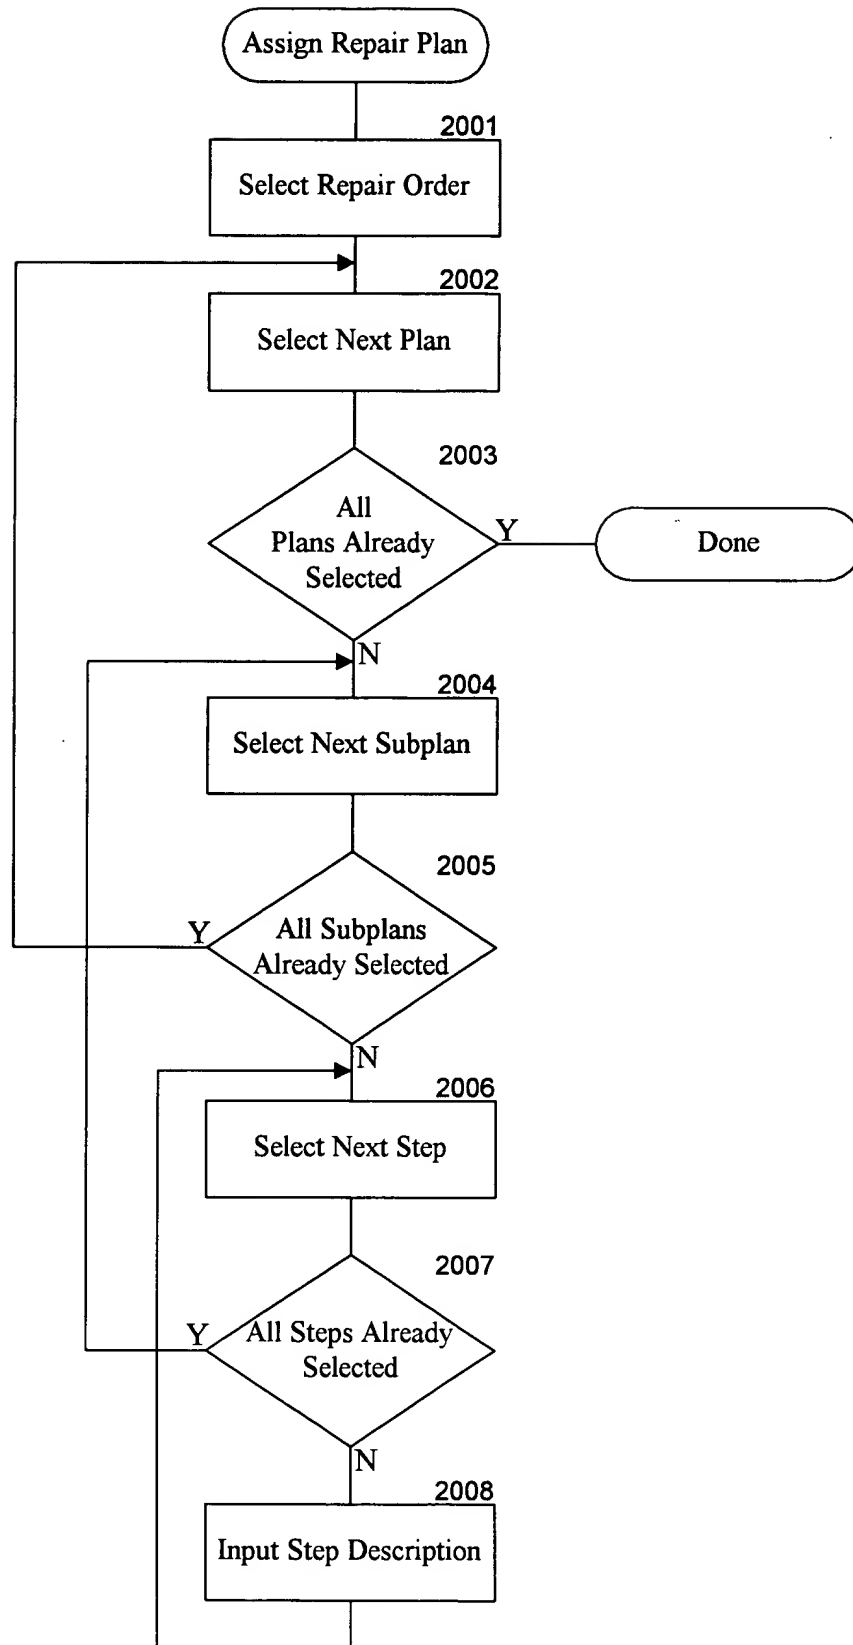 Assign Repair Plan
2001
Select Repair Order
2002
Select Next Plan
2003
All
Plans Already
Selected
Y
Done
N
2004
Select Next Subplan
2005
All Subplans
Already Selected
Y
N
2006
Select Next Step
2007
All Steps Already
Selected
Y
N
2008
Input Step Description